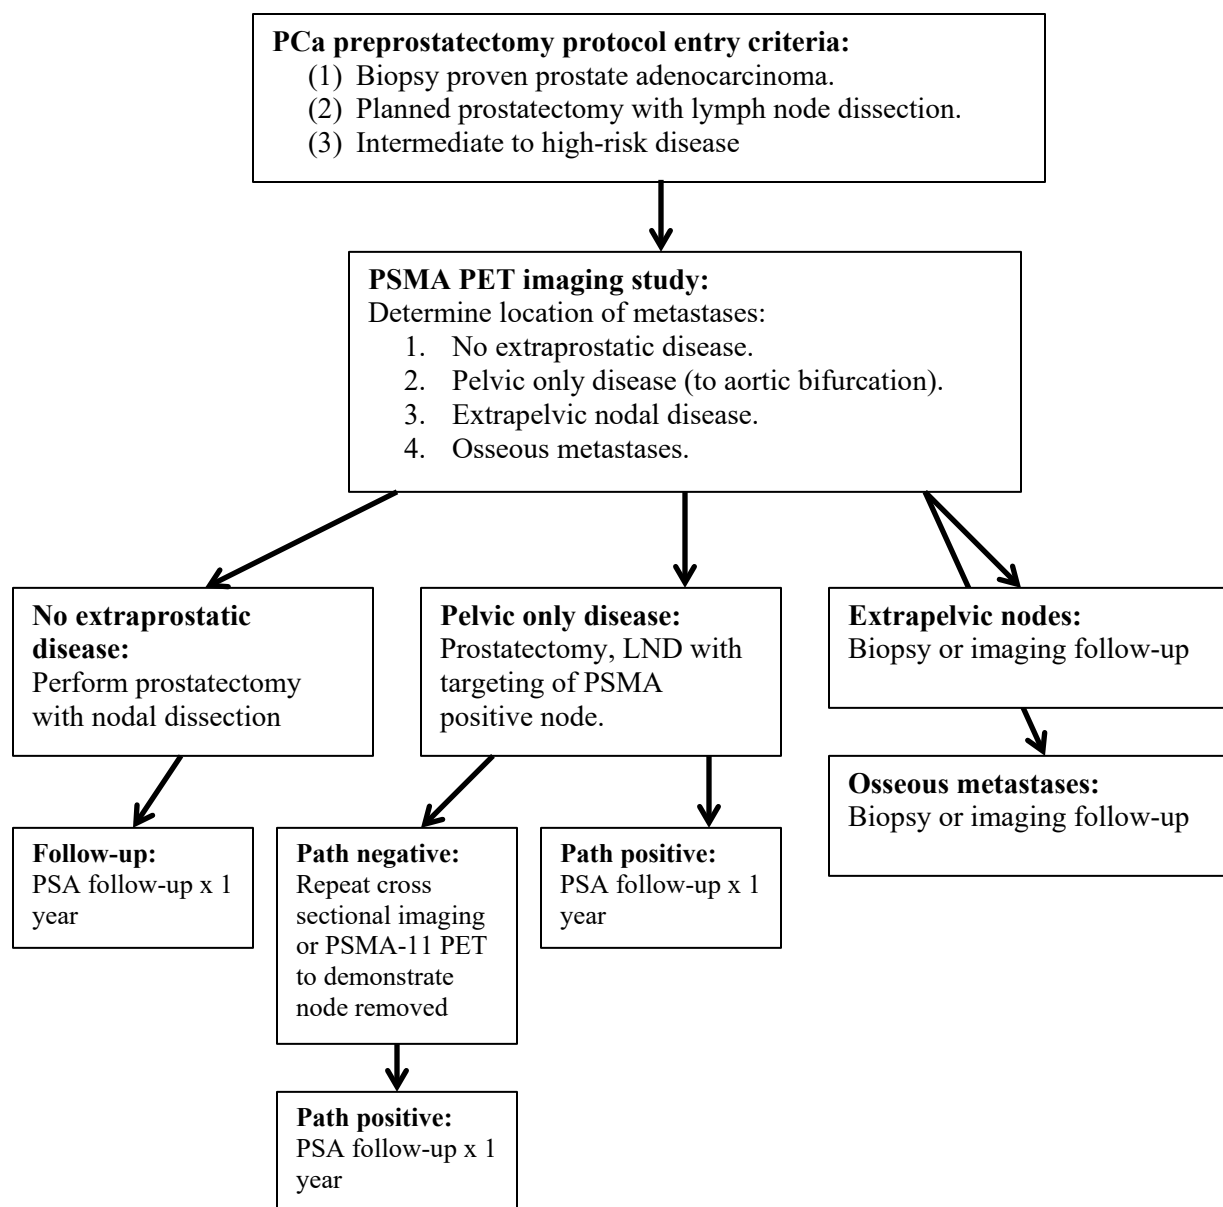 PCa preprostatectomy protocol entry criteria:
(1) Biopsy proven prostate adenocarcinoma.
(2) Planned prostatectomy with lymph node dissection.
(3) Intermediate to high-risk disease
PSMA PET imaging study:
Determine location of metastases:
1. No extraprostatic disease.
2. Pelvic only disease (to aortic bifurcation).
3. Extrapelvic nodal disease.
4. Osseous metastases.
No extraprostatic
disease:
Perform prostatectomy
with nodal dissection
Pelvic only disease:
Prostatectomy, LND with
targeting of PSMA
positive node.
Extrapelvic nodes:
Biopsy or imaging follow-up
Osseous metastases:
Biopsy or imaging follow-up
Follow-up:
PSA follow-up x 1
year
Path negative:
Repeat cross
sectional imaging
or PSMA-11 PET
to demonstrate
node removed
Path positive:
PSA follow-up x 1
year
Path positive:
PSA follow-up x 1
year